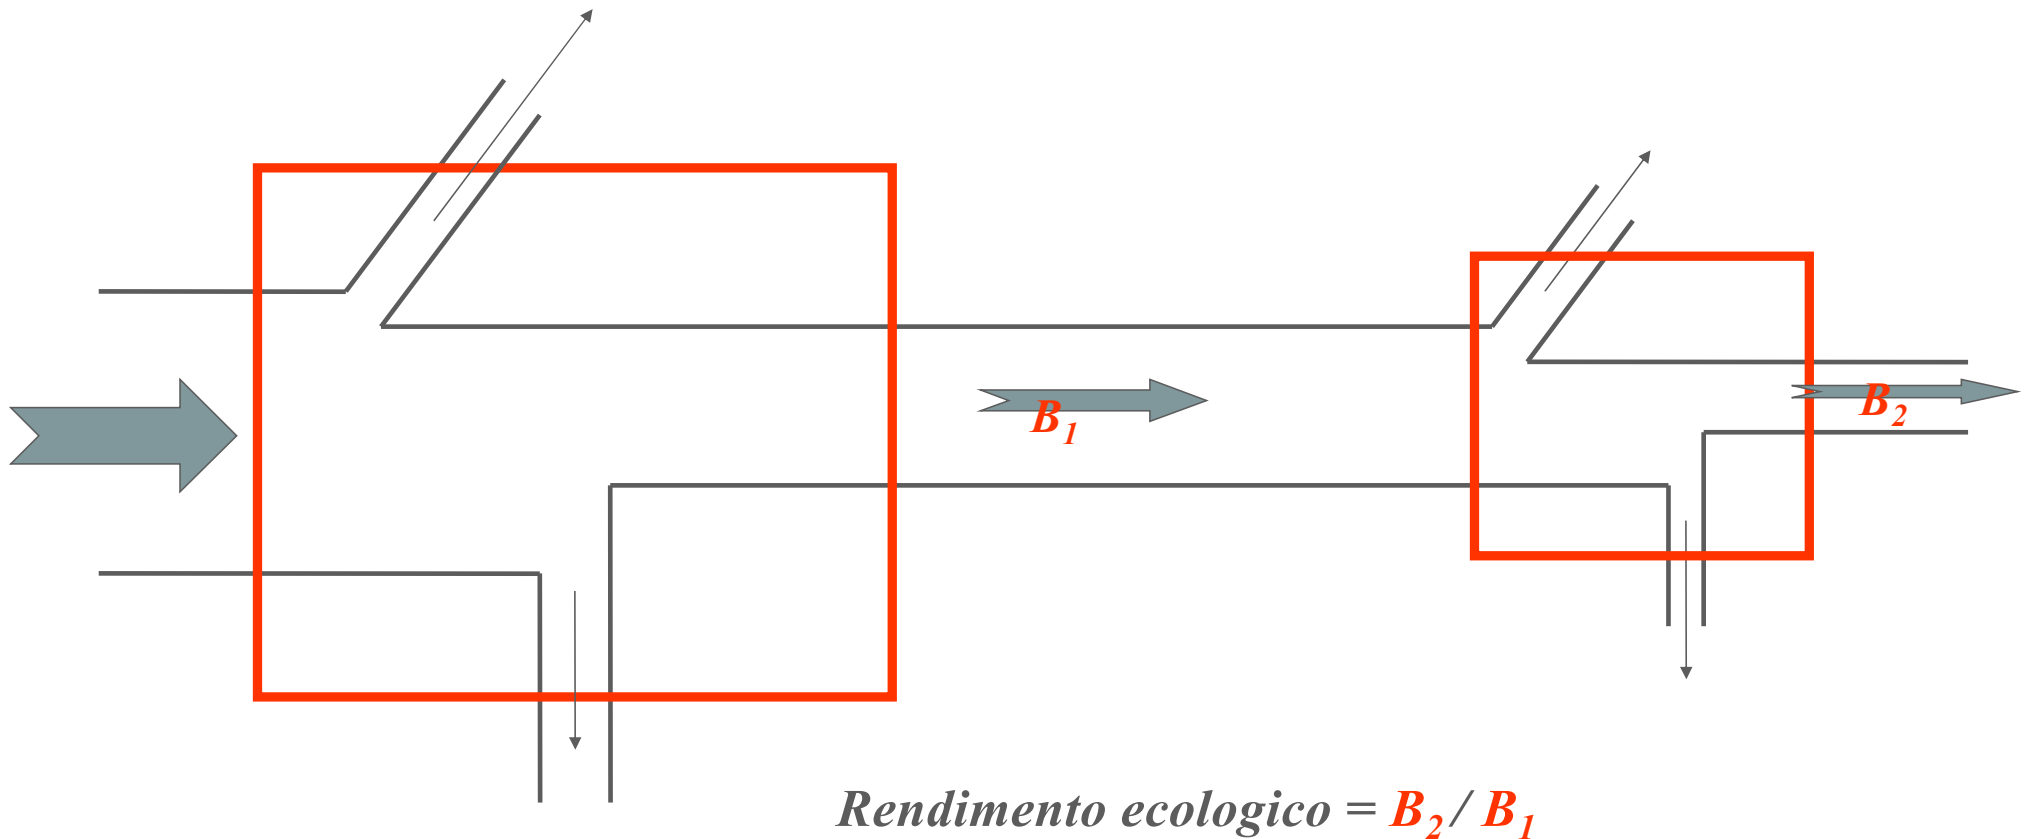 B₁
B₂
Rendimento ecologico = B₂ / B₁